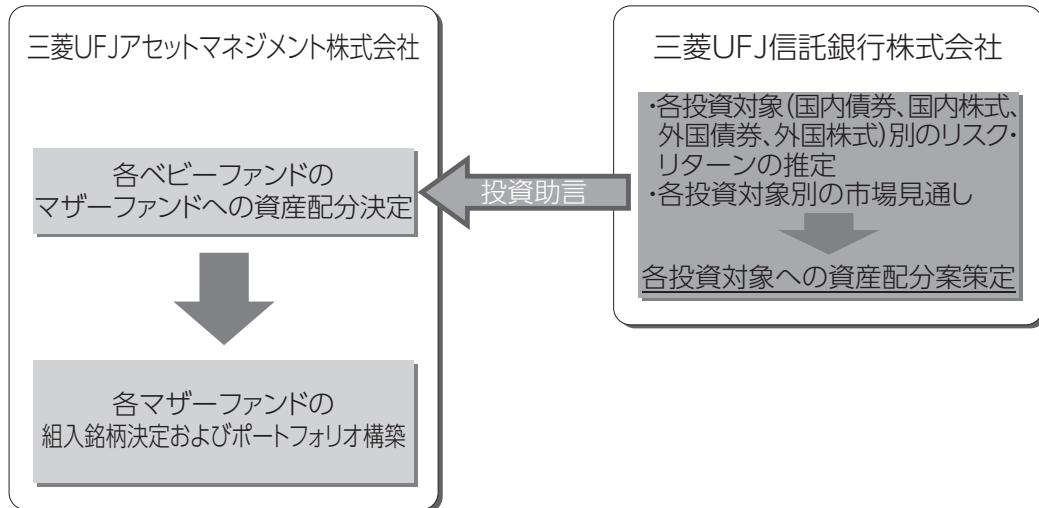 三菱UFJアセットマネジメント株式会社
各ベビーファンドの
マザーファンドへの資産配分決定
各マザーファンドの
組入銘柄決定およびポートフォリオ構築
投資助言
三菱UFJ信託銀行株式会社
・各投資対象(国内債券、国内株式、
外国債券、外国株式)別のリスク・
リターンの推定
・各投資対象別の市場見通し
各投資対象への資産配分案策定